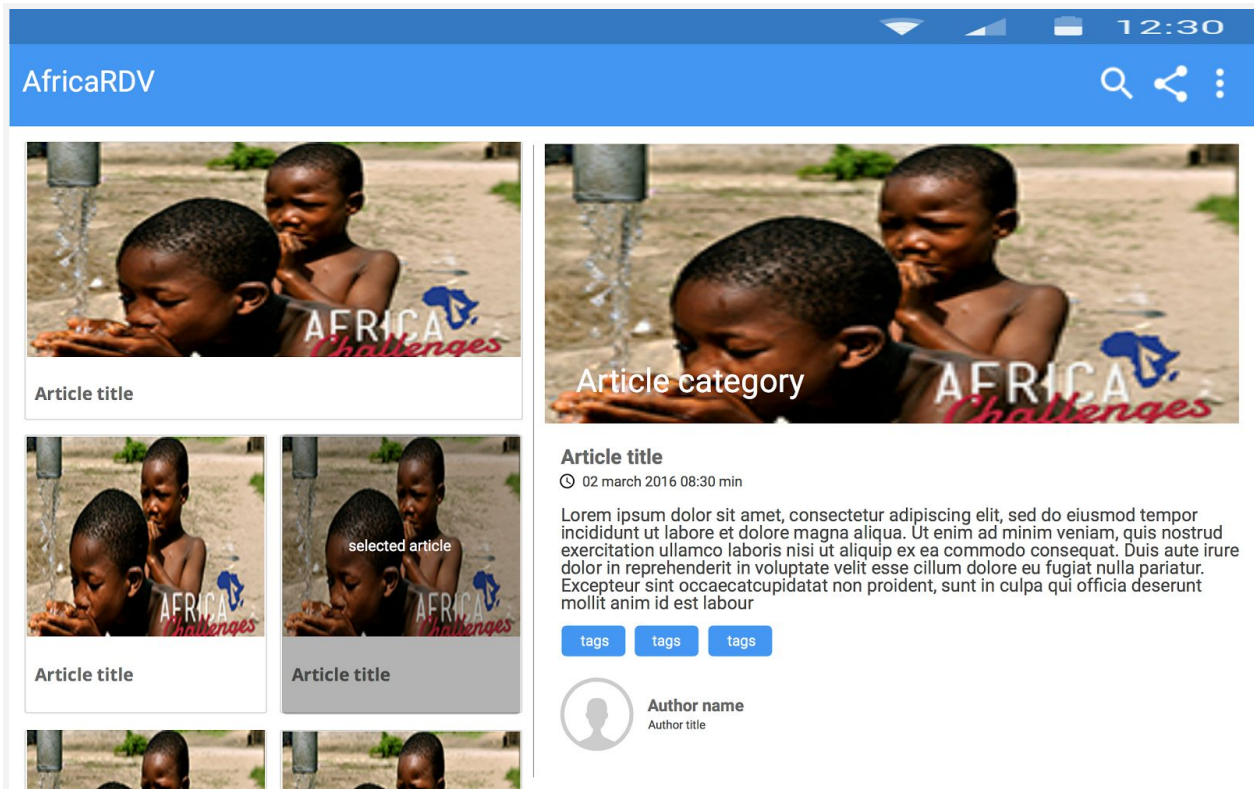 12:30
AfricaRDV
AFRICA
Challenges
Article title
AFRICA
Challenges
Article title
selected article
AFRICA
Challenges
Article title
Article category
AFRICA
Challenges
Article title
02 march 2016 08:30 min
Lorem ipsum dolor sit amet, consectetur adipiscing elit, sed do eiusmod tempor
incididunt ut labore et dolore magna aliqua. Ut enim ad minim veniam, quis nostrud
exercitation ullamco laboris nisi ut aliquip ex ea commodo consequat. Duis aute irure
dolor in reprehenderit in voluptate velit esse cillum dolore eu fugiat nulla pariatur.
Excepteur sint occaecatcupidatat non proident, sunt in culpa qui officia deserunt
mollit anim id est labour
tags tags tags
Author name
Author title